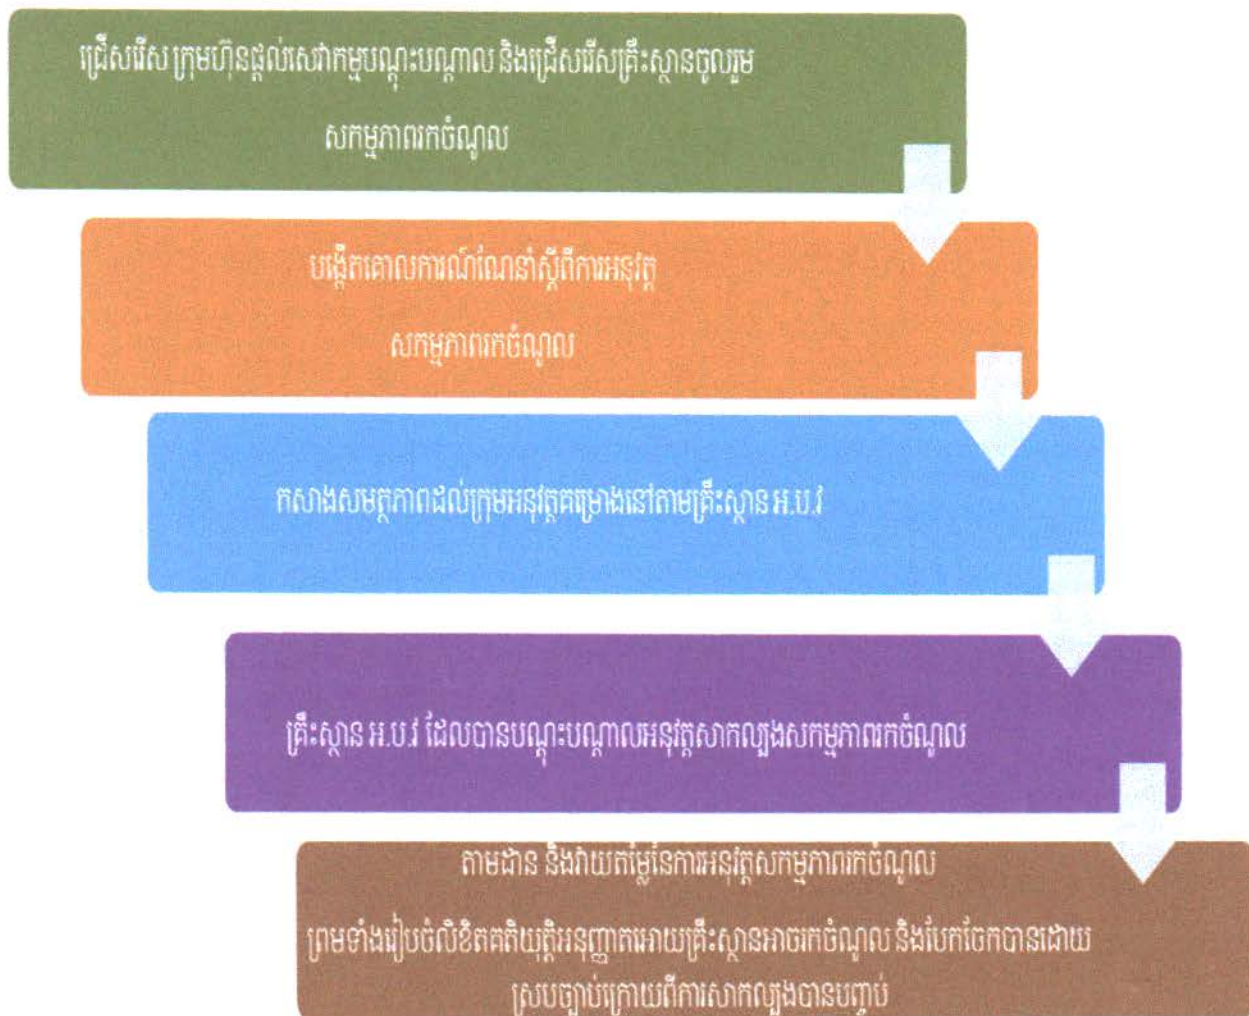 ជ្រើសរើស ក្រុមហ៊ុនផ្តល់សេវាកម្មបណ្តុះបណ្តាល និងជ្រើសរើសគ្រឹះស្ថានចូលរួម
សកម្មភាពរកចំណូល
បង្កើតគោលការណ៍ណែនាំស្តីពីការអនុវត្ត
សកម្មភាពរកចំណូល
កសាងសមត្ថភាពដល់ក្រុមអនុវត្តគម្រោងនៅតាមគ្រឹះស្ថាន អ.ប.វ
គ្រឹះស្ថាន អ.ប.វ ដែលបានបណ្តុះបណ្តាលអនុវត្តសាកល្បងសកម្មភាពរកចំណូល
តាមដាន និងវាយតម្លៃនៃការអនុវត្តសកម្មភាពរកចំណូល
ព្រមទាំងរៀបចំលិខិតគតិយុត្តិអនុញ្ញាតអោយគ្រឹះស្ថានអាចរកចំណូល និងបែកចែកបានដោយ
ស្របច្បាប់ក្រោយពីការសាកល្បងបានបញ្ចប់